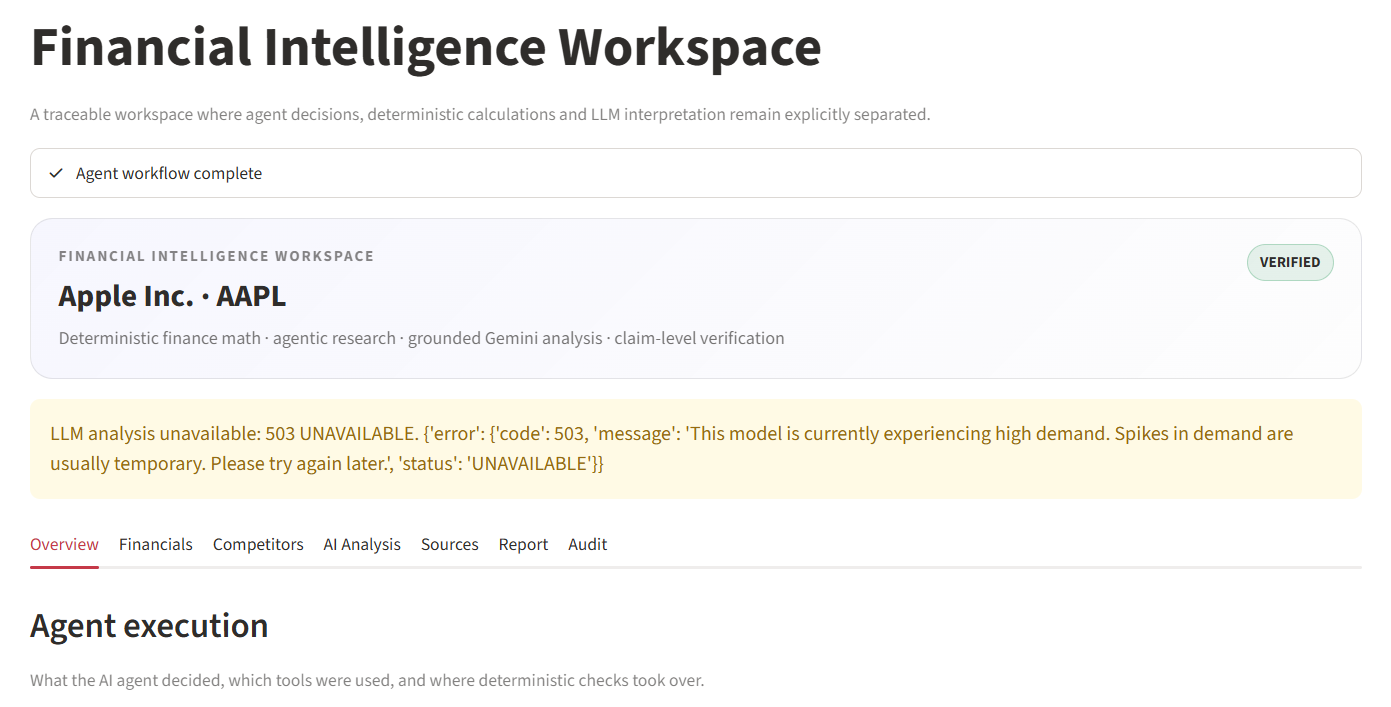 Financial Intelligence Workspace
A traceable workspace where agent decisions, deterministic calculations and LLM interpretation remain explicitly separated.
Agent workflow complete
FINANCIAL INTELLIGENCE WORKSPACE
VERIFIED
Apple Inc. · AAPL
Deterministic finance math · agentic research · grounded Gemini analysis · claim-level verification
LLM analysis unavailable: 503 UNAVAILABLE. {'error': {'code': 503, 'message': 'This model is currently experiencing high demand. Spikes in demand are
usually temporary. Please try again later.', 'status': 'UNAVAILABLE'}}
Overview Financials Competitors AI Analysis Sources Report Audit
Agent execution
What the AI agent decided, which tools were used, and where deterministic checks took over.